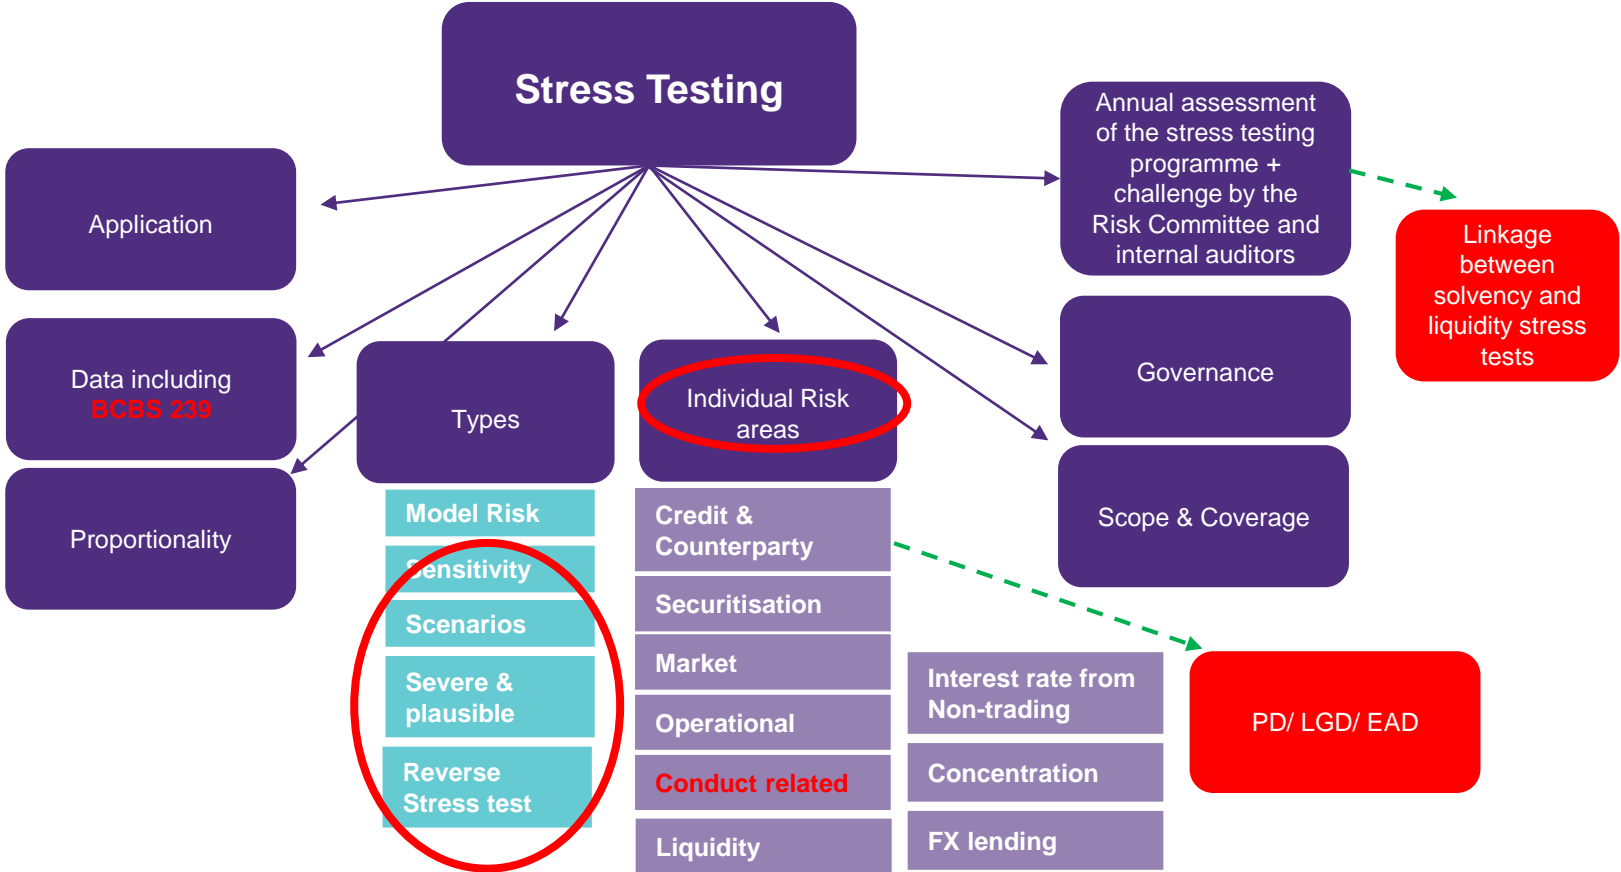 Stress Testing
Annual assessment
of the stress testing
programme +
challenge by the
Risk Committee and
internal auditors
Application
Linkage
between
solvency and
liquidity stress
tests
Data including
BCBS 239
Types
Individual Risk
areas
Governance
Proportionality
Scope & Coverage
Model Risk
Sensitivity
Scenarios
Severe &
plausible
Reverse
Stress test
Credit &
Counterparty
Securitisation
Market
Operational
Conduct related
Liquidity
Interest rate from
Non-trading
Concentration
FX lending
PD/ LGD/ EAD